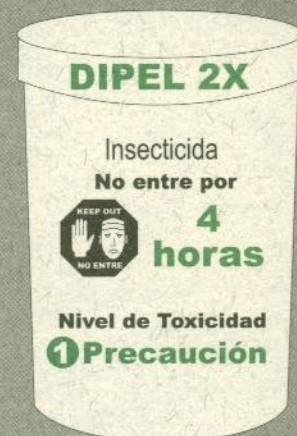 DIPEL 2X
Insecticida
No entre por
KEEP OUT
NO ENTRE
4
horas
Nivel de Toxicidad
1 Precaución